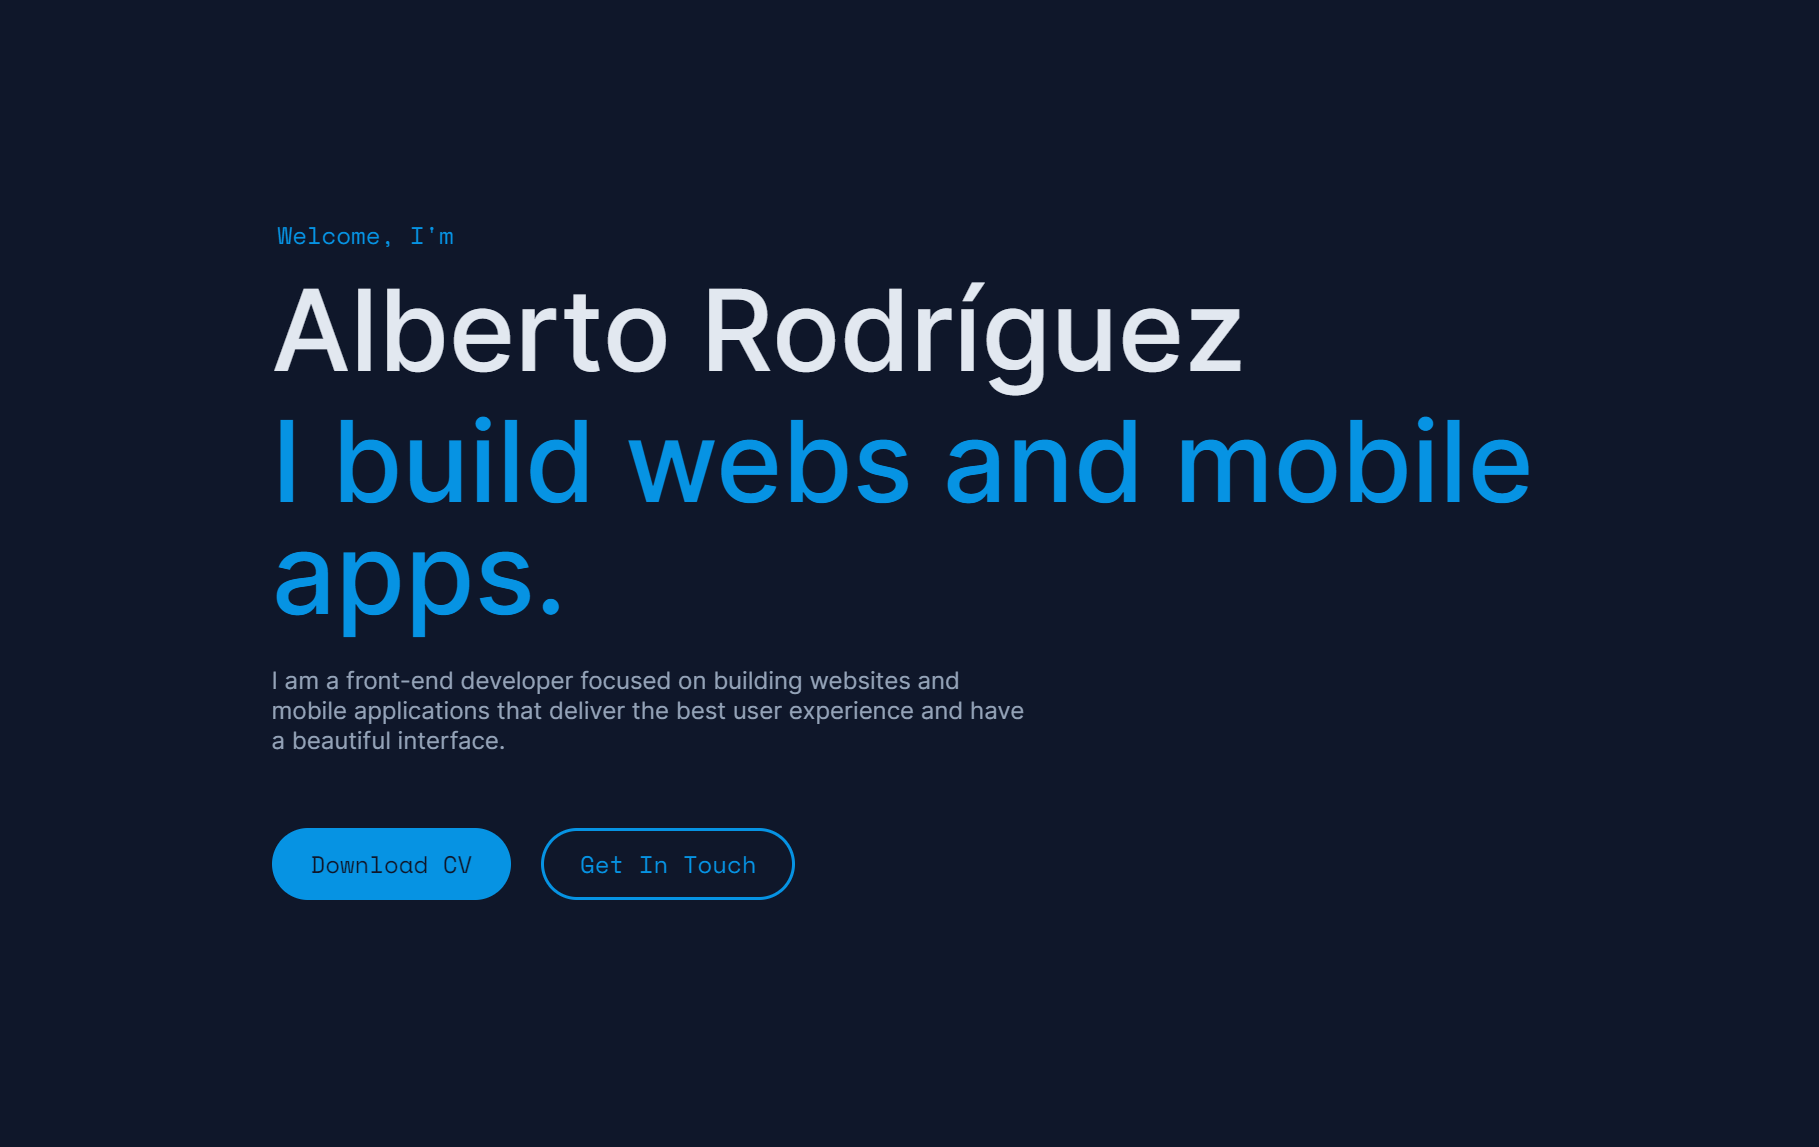 Welcome, I'm
Alberto Rodríguez
I build webs and mobile
apps.
I am a front-end developer focused on building websites and
mobile applications that deliver the best user experience and have
a beautiful interface.
Download CV
Get In Touch